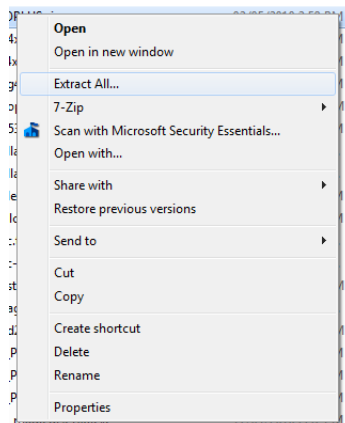 Open
Open in new window
Extract All...
7-Zip
Scan with Microsoft Security Essentials...
Open with...
Share with
Restore previous versions
Send to
Cut
Copy
Create shortcut
Delete
Rename
Properties